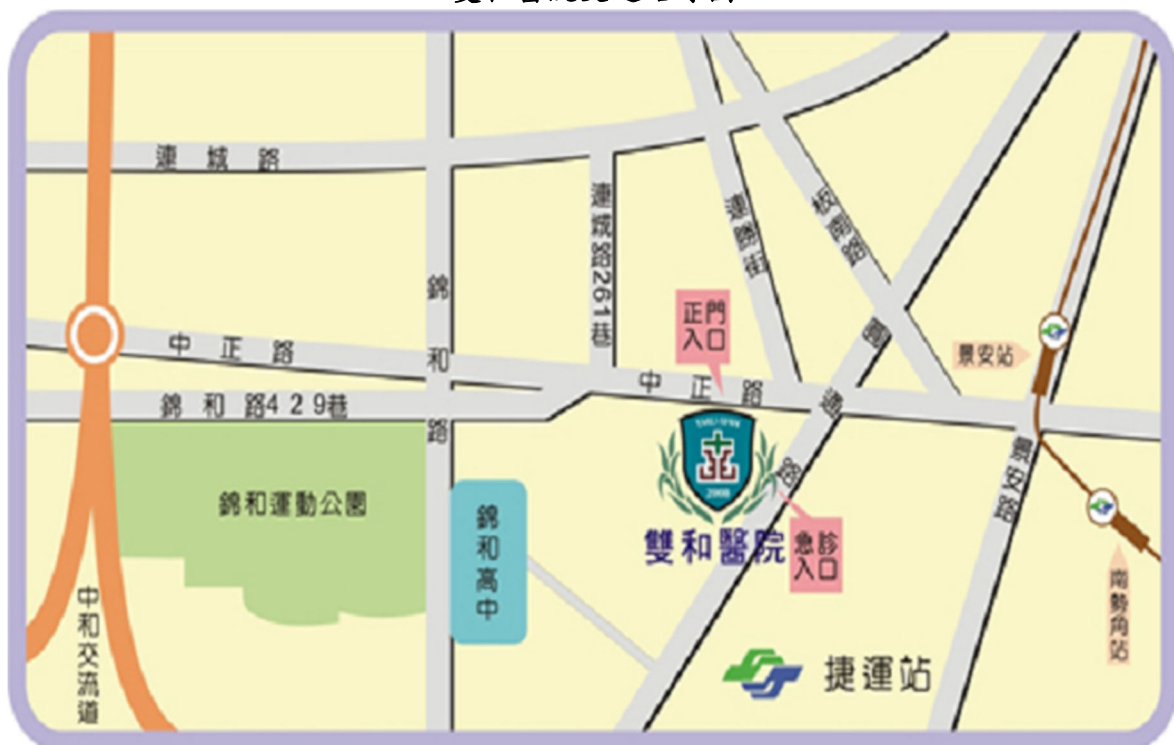 連城路
連城路261巷
連勝街
板南路
錦和路
中正路
正門
入口
中正路
圓通路
景安站
錦和路429巷
2008
錦和運動公園
錦和高中
雙和醫院
急診
入口
景安路
南勢角站
中和交流道
捷運站